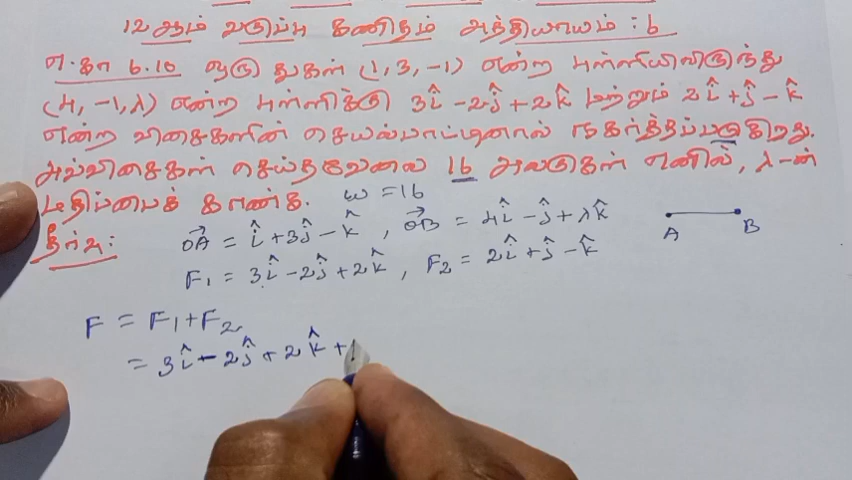 12 ஆம் வகுப்பு கணிதம் அத்தியாயம் : 6
எ.கா 6.10 ஒரு துகள் (1, 3, -1) என்ற புள்ளியிலிருந்து
(4, -1, λ) என்ற புள்ளிக்கு 3î - 2ĵ + 2k̂ மற்றும் 2î + ĵ - k̂
என்ற விசைகளின் செயல்பாட்டினால் நகர்த்தப்படுகிறது.
அவ்விசைகள் செய்த வேலை 16 அலகுகள் எனில், λ-ன்
மதிப்பைக் காண்க. w = 16
தீர்வு: OA⃗ = î + 3ĵ - k̂ , OB⃗ = 4î - ĵ + λk̂
A B
F₁ = 3î - 2ĵ + 2k̂ , F₂ = 2î + ĵ - k̂
F = F₁ + F₂
= 3î - 2ĵ + 2k̂ +